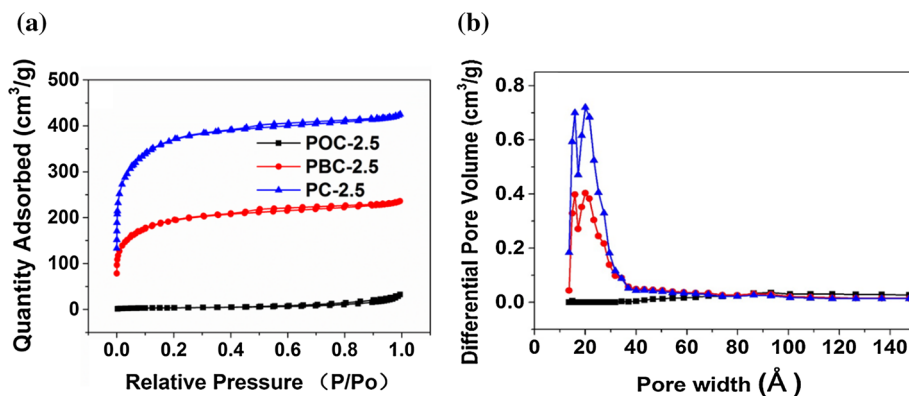 (a)
Quantity Adsorbed (cm³/g)
500
400
300
200
100
0
POC-2.5
PBC-2.5
PC-2.5
0.0 0.2 0.4 0.6 0.8 1.0
Relative Pressure （P/Po）
(b)
Differential Pore Volume (cm³/g)
0.8
0.6
0.4
0.2
0.0
0 20 40 60 80 100 120 140
Pore width (Å)